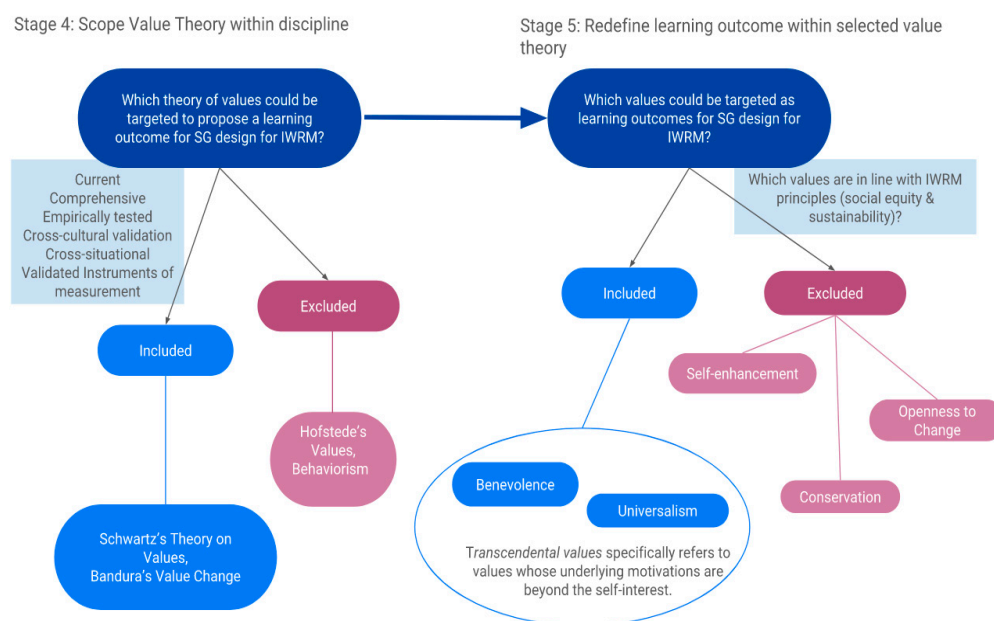 Stage 4: Scope Value Theory within discipline
Which theory of values could be
targeted to propose a learning
outcome for SG design for IWRM?
Current
Comprehensive
Empirically tested
Cross-cultural validation
Cross-situational
Validated Instruments of
measurement
Included
Excluded
Hofstede's
Values,
Behaviorism
Schwartz's Theory on
Values,
Bandura's Value Change
Stage 5: Redefine learning outcome within selected value
theory
Which values could be targeted as
learning outcomes for SG design for
IWRM?
Which values are in line with IWRM
principles (social equity &
sustainability)?
Included
Excluded
Self-enhancement
Openness to
Change
Conservation
Benevolence
Universalism
Transcendental values specifically refers to
values whose underlying motivations are
beyond the self-interest.